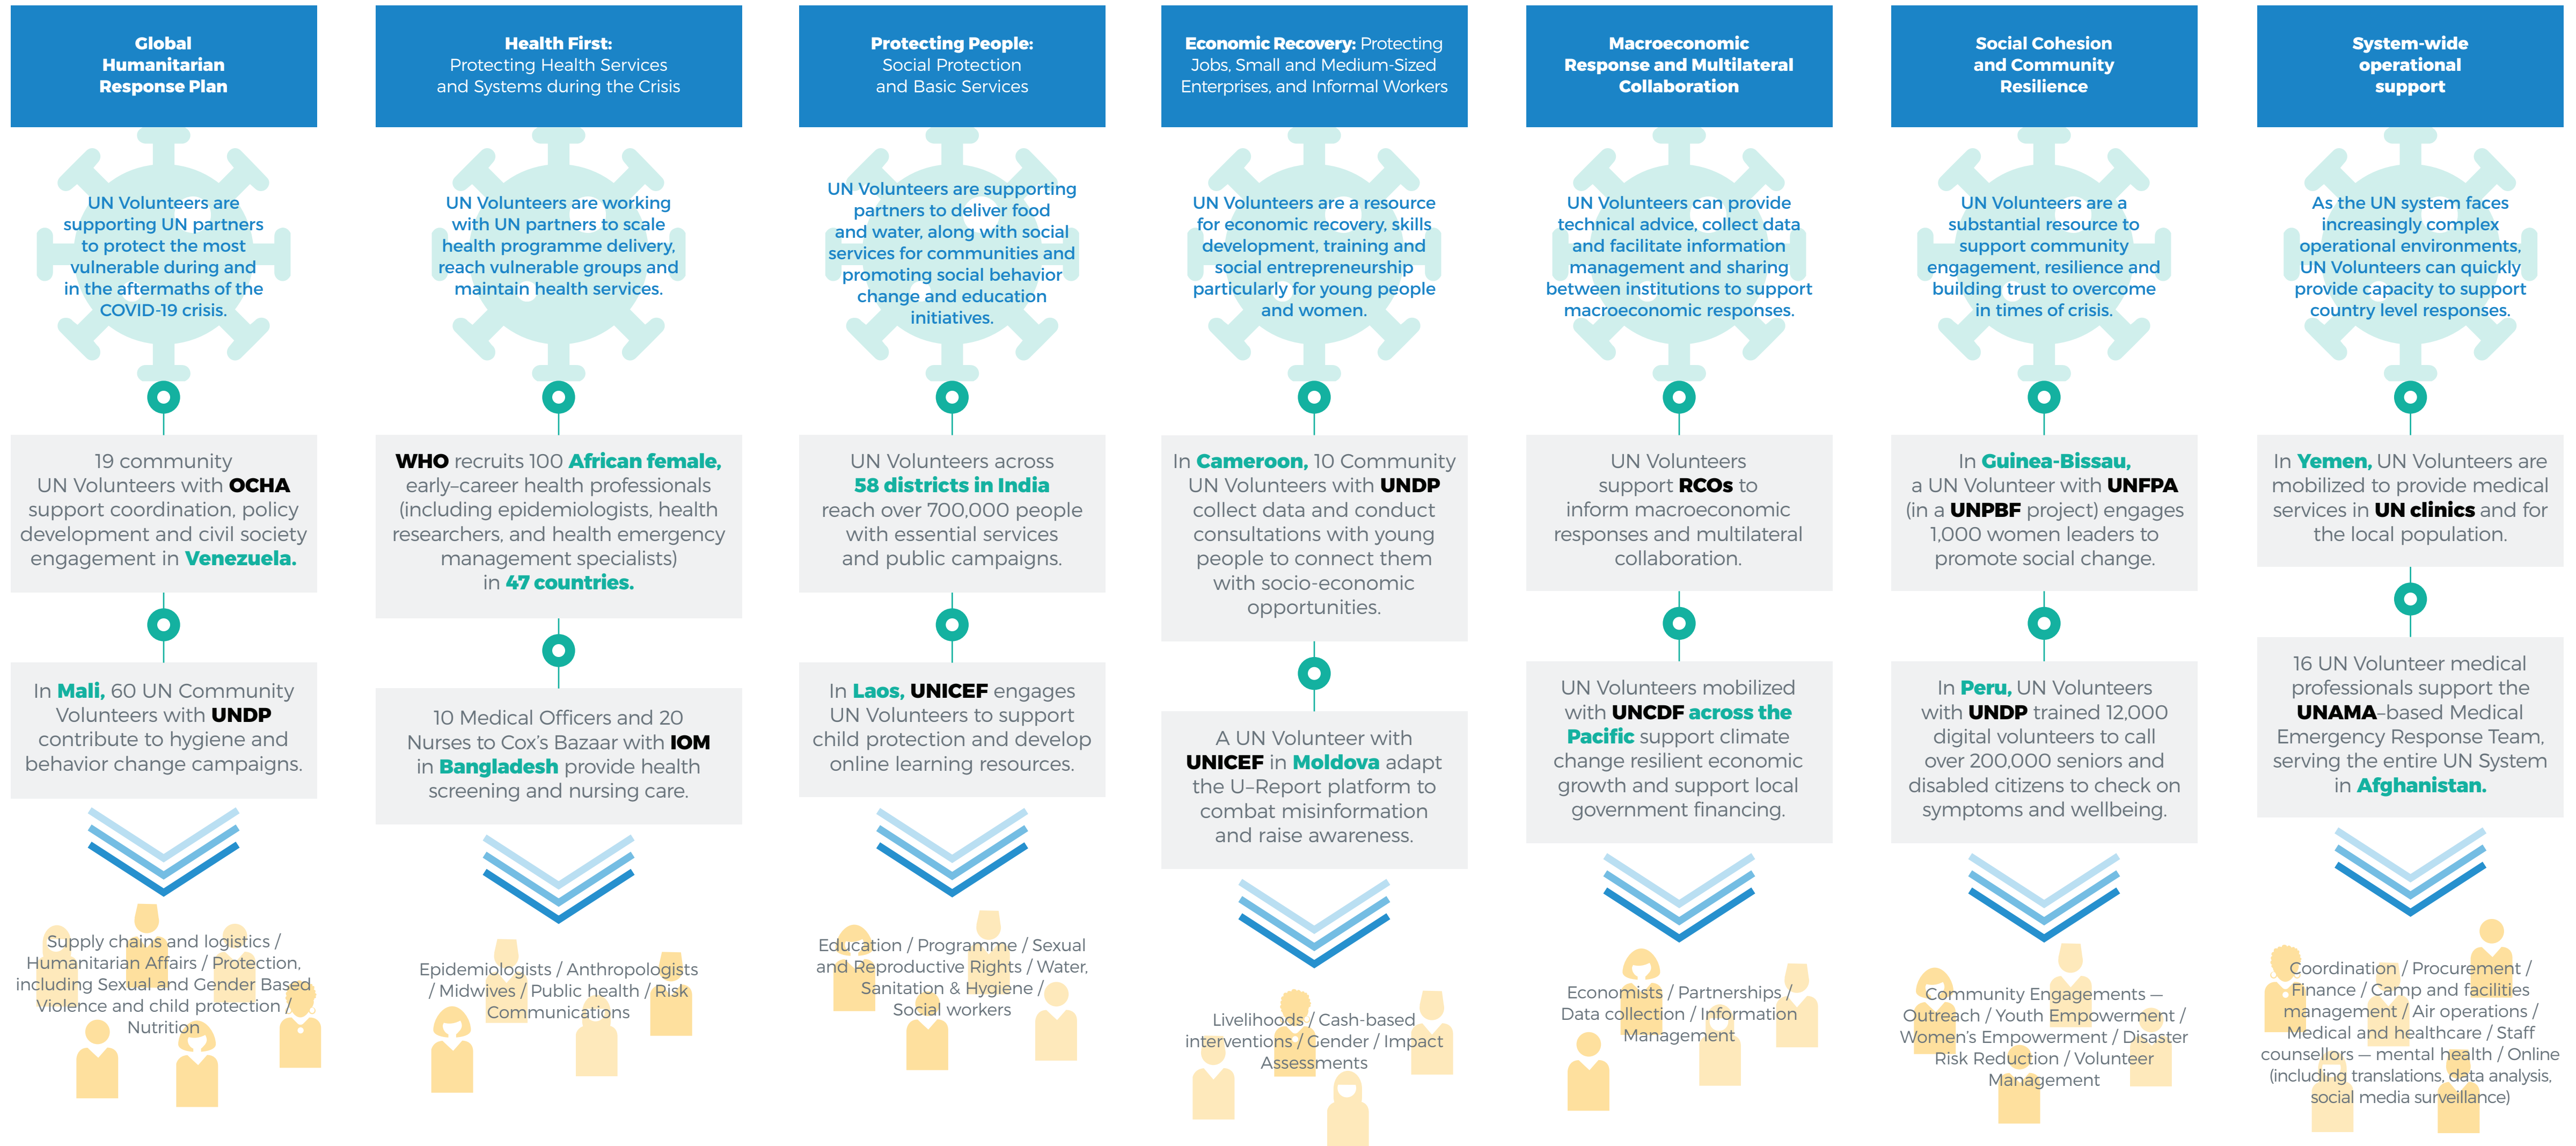 Global
Humanitarian
Response Plan
UN Volunteers are
supporting UN partners
to protect the most
vulnerable during and
in the aftermaths of the
COVID-19 crisis.
19 community
UN Volunteers with OCHA
support coordination, policy
development and civil society
engagement in Venezuela.
In Mali, 60 UN Community
Volunteers with UNDP
contribute to hygiene and
behavior change campaigns.
Supply chains and logistics /
Humanitarian Affairs / Protection,
including Sexual and Gender Based
Violence and child protection /
Nutrition
Health First:
Protecting Health Services
and Systems during the Crisis
UN Volunteers are working
with UN partners to scale
health programme delivery,
reach vulnerable groups and
maintain health services.
WHO recruits 100 African female,
early–career health professionals
(including epidemiologists, health
researchers, and health emergency
management specialists)
in 47 countries.
10 Medical Officers and 20
Nurses to Cox's Bazaar with IOM
in Bangladesh provide health
screening and nursing care.
Epidemiologists / Anthropologists
/ Midwives / Public health / Risk
Communications
Protecting People:
Social Protection
and Basic Services
UN Volunteers are supporting
partners to deliver food
and water, along with social
services for communities and
promoting social behavior
change and education
initiatives.
UN Volunteers across
58 districts in India
reach over 700,000 people
with essential services
and public campaigns.
In Laos, UNICEF engages
UN Volunteers to support
child protection and develop
online learning resources.
Education / Programme / Sexual
and Reproductive Rights / Water,
Sanitation & Hygiene /
Social workers
Economic Recovery: Protecting
Jobs, Small and Medium-Sized
Enterprises, and Informal Workers
UN Volunteers are a resource
for economic recovery, skills
development, training and
social entrepreneurship
particularly for young people
and women.
In Cameroon, 10 Community
UN Volunteers with UNDP
collect data and conduct
consultations with young
people to connect them
with socio-economic
opportunities.
A UN Volunteer with
UNICEF in Moldova adapt
the U–Report platform to
combat misinformation
and raise awareness.
Livelihoods / Cash-based
interventions / Gender / Impact
Assessments
Macroeconomic
Response and Multilateral
Collaboration
UN Volunteers can provide
technical advice, collect data
and facilitate information
management and sharing
between institutions to support
macroeconomic responses.
UN Volunteers
support RCOs to
inform macroeconomic
responses and multilateral
collaboration.
UN Volunteers mobilized
with UNCDF across the
Pacific support climate
change resilient economic
growth and support local
government financing.
Economists / Partnerships /
Data collection / Information
Management
Social Cohesion
and Community
Resilience
UN Volunteers are a
substantial resource to
support community
engagement, resilience and
building trust to overcome
in times of crisis.
In Guinea-Bissau,
a UN Volunteer with UNFPA
(in a UNPBF project) engages
1,000 women leaders to
promote social change.
In Peru, UN Volunteers
with UNDP trained 12,000
digital volunteers to call
over 200,000 seniors and
disabled citizens to check on
symptoms and wellbeing.
Community Engagements —
Outreach / Youth Empowerment /
Women's Empowerment / Disaster
Risk Reduction / Volunteer
Management
System-wide
operational
support
As the UN system faces
increasingly complex
operational environments,
UN Volunteers can quickly
provide capacity to support
country level responses.
In Yemen, UN Volunteers are
mobilized to provide medical
services in UN clinics and for
the local population.
16 UN Volunteer medical
professionals support the
UNAMA–based Medical
Emergency Response Team,
serving the entire UN System
in Afghanistan.
Coordination / Procurement /
Finance / Camp and facilities
management / Air operations /
Medical and healthcare / Staff
counsellors — mental health / Online
(including translations, data analysis,
social media surveillance)